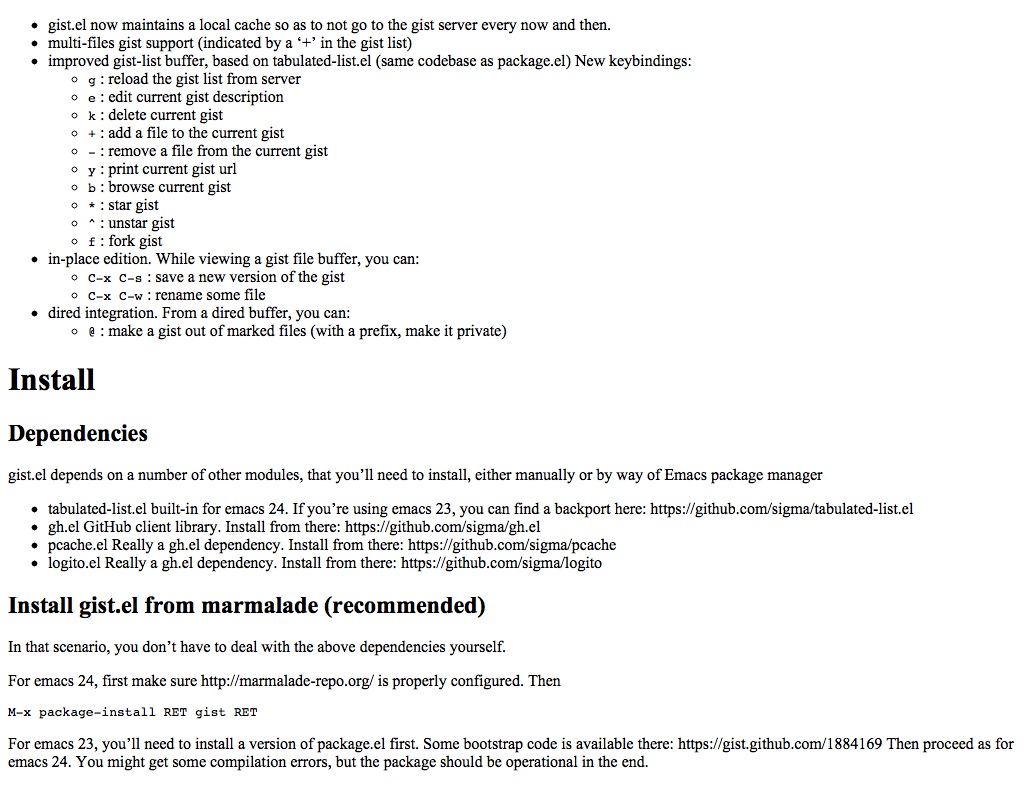 • gist.el now maintains a local cache so as to not go to the gist server every now and then.
• multi-files gist support (indicated by a ‘+’ in the gist list)
• improved gist-list buffer, based on tabulated-list.el (same codebase as package.el) New keybindings:
◦ g : reload the gist list from server
◦ e : edit current gist description
◦ k : delete current gist
◦ + : add a file to the current gist
◦ - : remove a file from the current gist
◦ y : print current gist url
◦ b : browse current gist
◦ * : star gist
◦ ^ : unstar gist
◦ f : fork gist
• in-place edition. While viewing a gist file buffer, you can:
◦ C-x C-s : save a new version of the gist
◦ C-x C-w : rename some file
• dired integration. From a dired buffer, you can:
◦ @ : make a gist out of marked files (with a prefix, make it private)
Install
Dependencies
gist.el depends on a number of other modules, that you’ll need to install, either manually or by way of Emacs package manager
• tabulated-list.el built-in for emacs 24. If you’re using emacs 23, you can find a backport here: https://github.com/sigma/tabulated-list.el
• gh.el GitHub client library. Install from there: https://github.com/sigma/gh.el
• pcache.el Really a gh.el dependency. Install from there: https://github.com/sigma/pcache
• logito.el Really a gh.el dependency. Install from there: https://github.com/sigma/logito
Install gist.el from marmalade (recommended)
In that scenario, you don’t have to deal with the above dependencies yourself.
For emacs 24, first make sure http://marmalade-repo.org/ is properly configured. Then
M-x package-install RET gist RET
For emacs 23, you’ll need to install a version of package.el first. Some bootstrap code is available there: https://gist.github.com/1884169 Then proceed as for
emacs 24. You might get some compilation errors, but the package should be operational in the end.